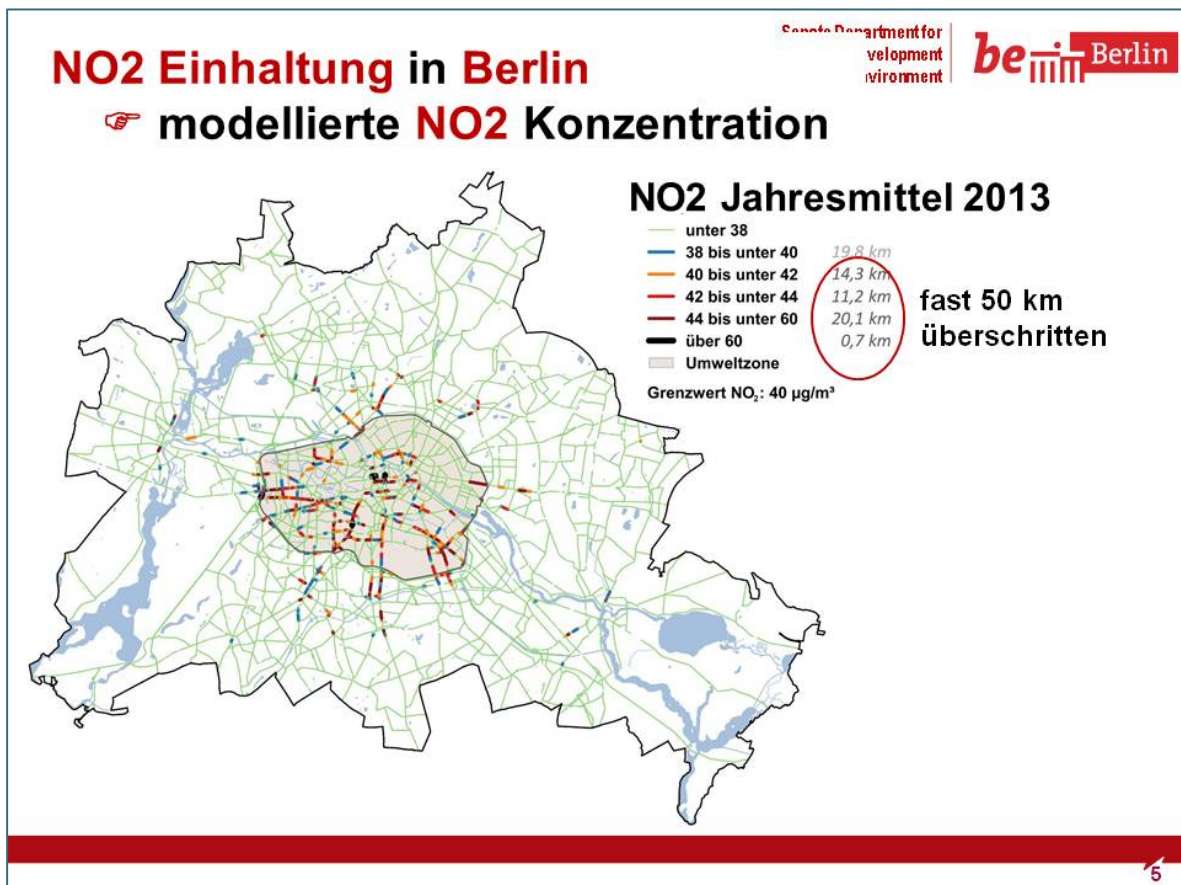 Senate Department for
velopment
vironment
be Berlin
NO2 Einhaltung in Berlin
☞ modellierte NO2 Konzentration
NO2 Jahresmittel 2013
unter 38
38 bis unter 40 19,8 km
40 bis unter 42 14,3 km
42 bis unter 44 11,2 km
44 bis unter 60 20,1 km
über 60 0,7 km
Umweltzone
Grenzwert NO₂: 40 µg/m³
fast 50 km
überschritten
5